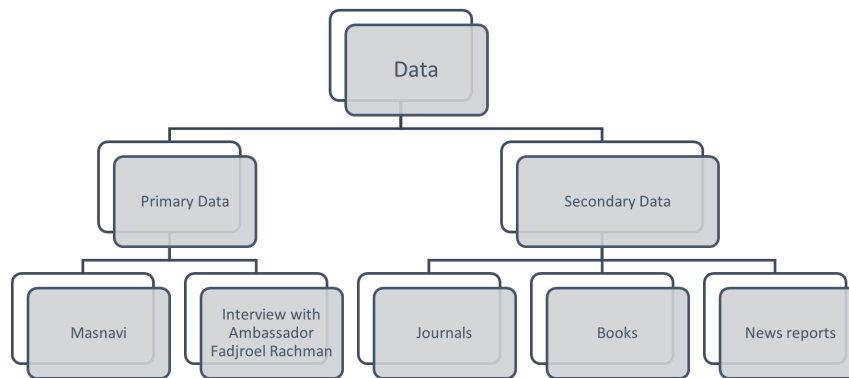 Data
Primary Data
Secondary Data
Masnavi
Interview with
Ambassador
Fadjroel Rachman
Journals
Books
News reports